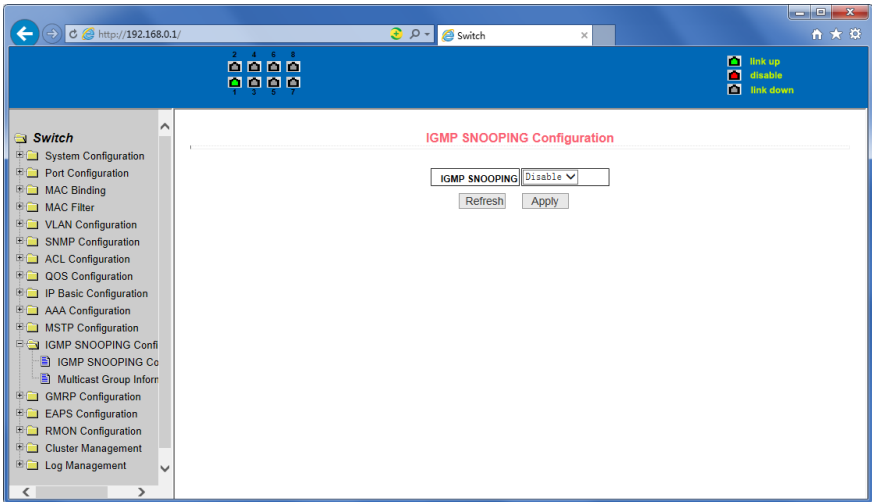 http://192.168.0.1/
Switch
2 4 6 8
1 3 5 7
link up
disable
link down
Switch
System Configuration
Port Configuration
MAC Binding
MAC Filter
VLAN Configuration
SNMP Configuration
ACL Configuration
QOS Configuration
IP Basic Configuration
AAA Configuration
MSTP Configuration
IGMP SNOOPING Confi
IGMP SNOOPING Co
Multicast Group Inform
GMRP Configuration
EAPS Configuration
RMON Configuration
Cluster Management
Log Management
IGMP SNOOPING Configuration
IGMP SNOOPING Disable
Refresh Apply